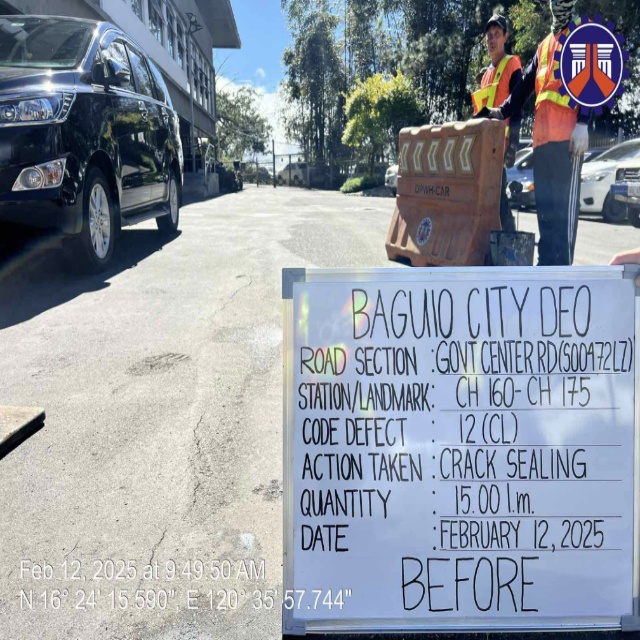 DPWH-CAR
BAGUIO CITY DEO
ROAD SECTION : GOVT CENTER RD(S00472LZ)
STATION/LANDMARK: CH 160- CH 175
CODE DEFECT : 12 (CL)
ACTION TAKEN : CRACK SEALING
QUANTITY : 15.00 l.m.
DATE : FEBRUARY 12, 2025
BEFORE
Feb 12, 2025 at 9:49:50 AM
N 16° 24' 15.590", E 120° 35' 57.744"